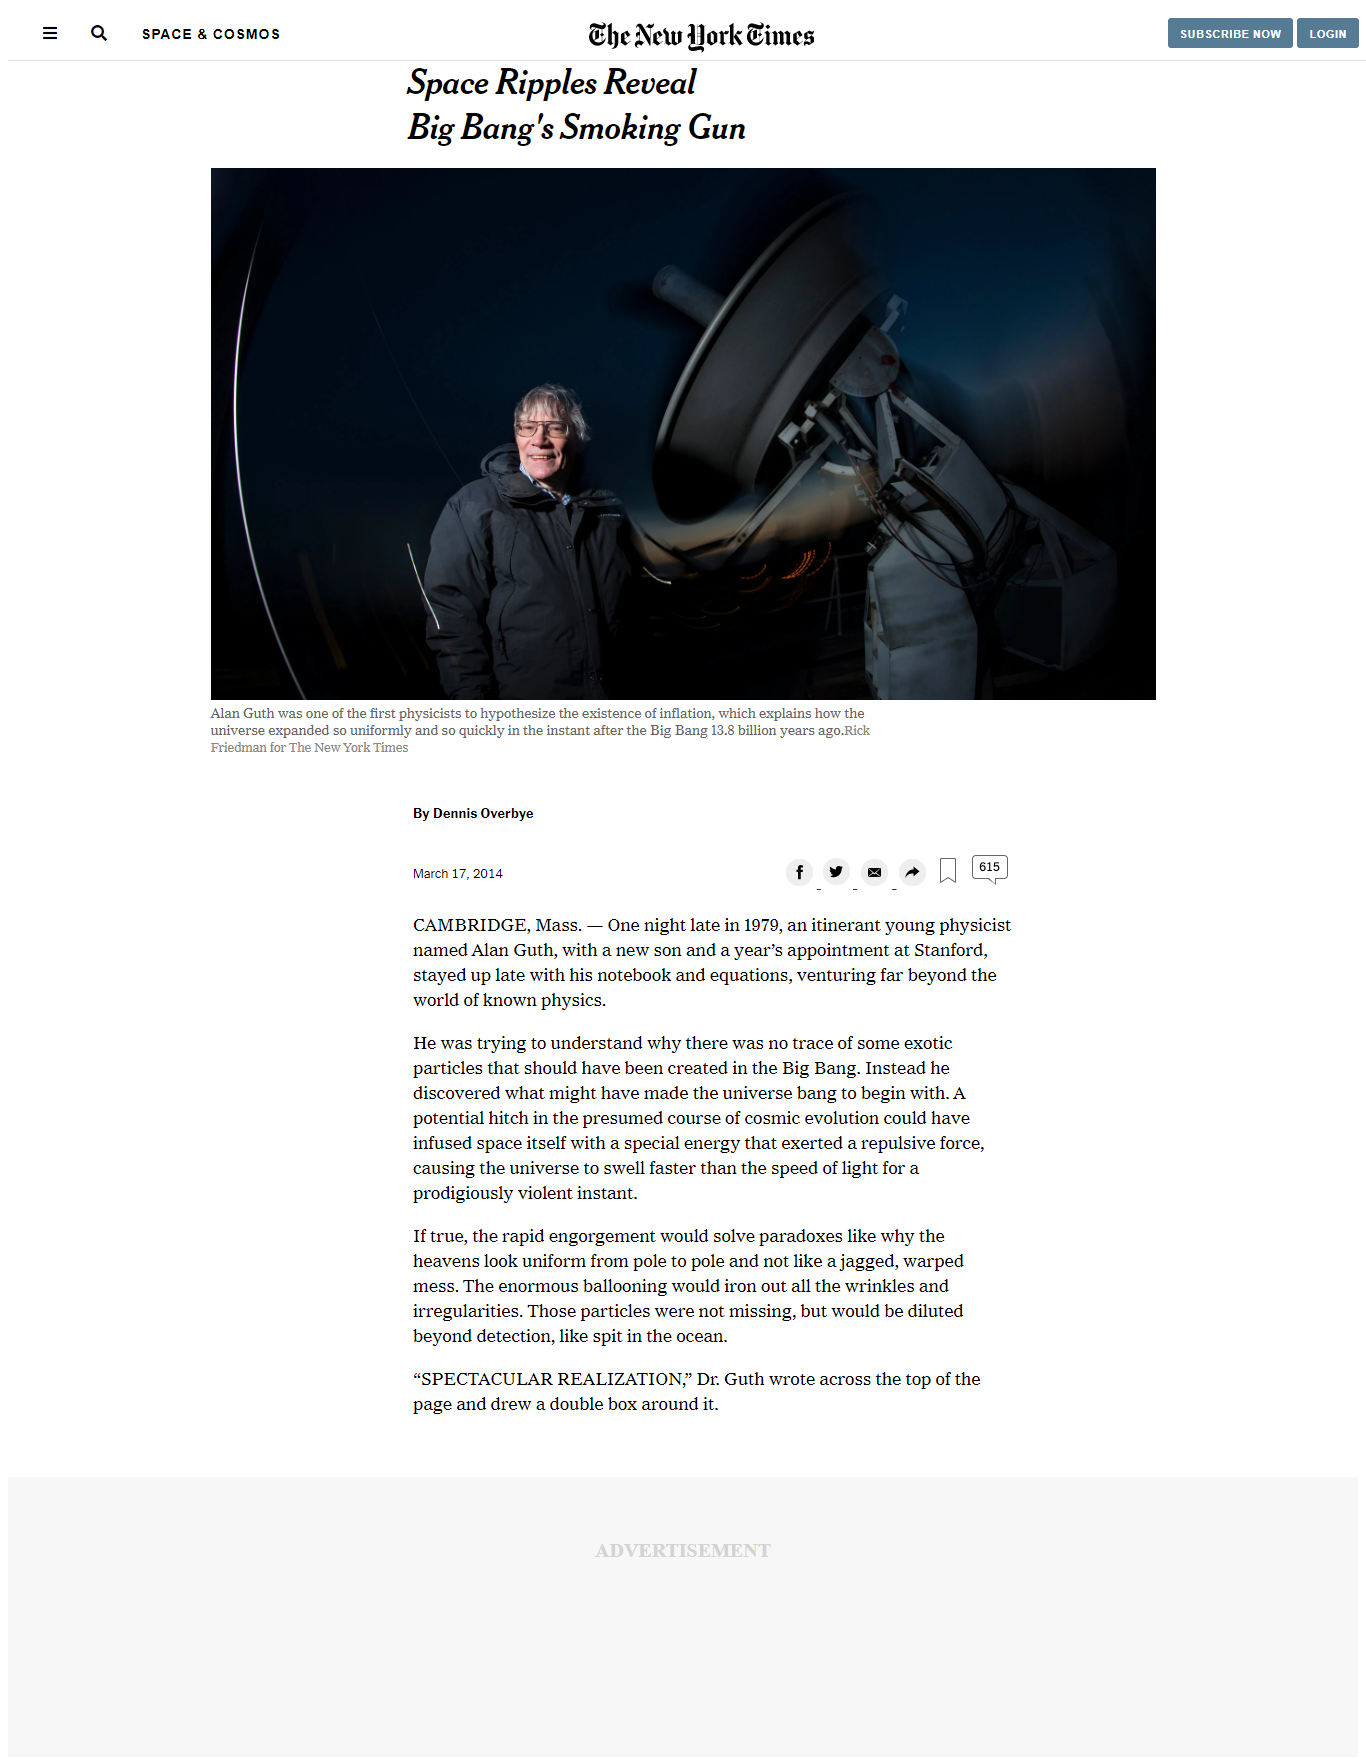 SPACE & COSMOS
The New York Times
SUBSCRIBE NOW
LOGIN
Space Ripples Reveal
Big Bang's Smoking Gun
Alan Guth was one of the first physicists to hypothesize the existence of inflation, which explains how the
universe expanded so uniformly and so quickly in the instant after the Big Bang 13.8 billion years ago.Rick
Friedman for The New York Times
By Dennis Overbye
March 17, 2014
615
CAMBRIDGE, Mass. — One night late in 1979, an itinerant young physicist
named Alan Guth, with a new son and a year’s appointment at Stanford,
stayed up late with his notebook and equations, venturing far beyond the
world of known physics.
He was trying to understand why there was no trace of some exotic
particles that should have been created in the Big Bang. Instead he
discovered what might have made the universe bang to begin with. A
potential hitch in the presumed course of cosmic evolution could have
infused space itself with a special energy that exerted a repulsive force,
causing the universe to swell faster than the speed of light for a
prodigiously violent instant.
If true, the rapid engorgement would solve paradoxes like why the
heavens look uniform from pole to pole and not like a jagged, warped
mess. The enormous ballooning would iron out all the wrinkles and
irregularities. Those particles were not missing, but would be diluted
beyond detection, like spit in the ocean.
“SPECTACULAR REALIZATION,” Dr. Guth wrote across the top of the
page and drew a double box around it.
ADVERTISEMENT